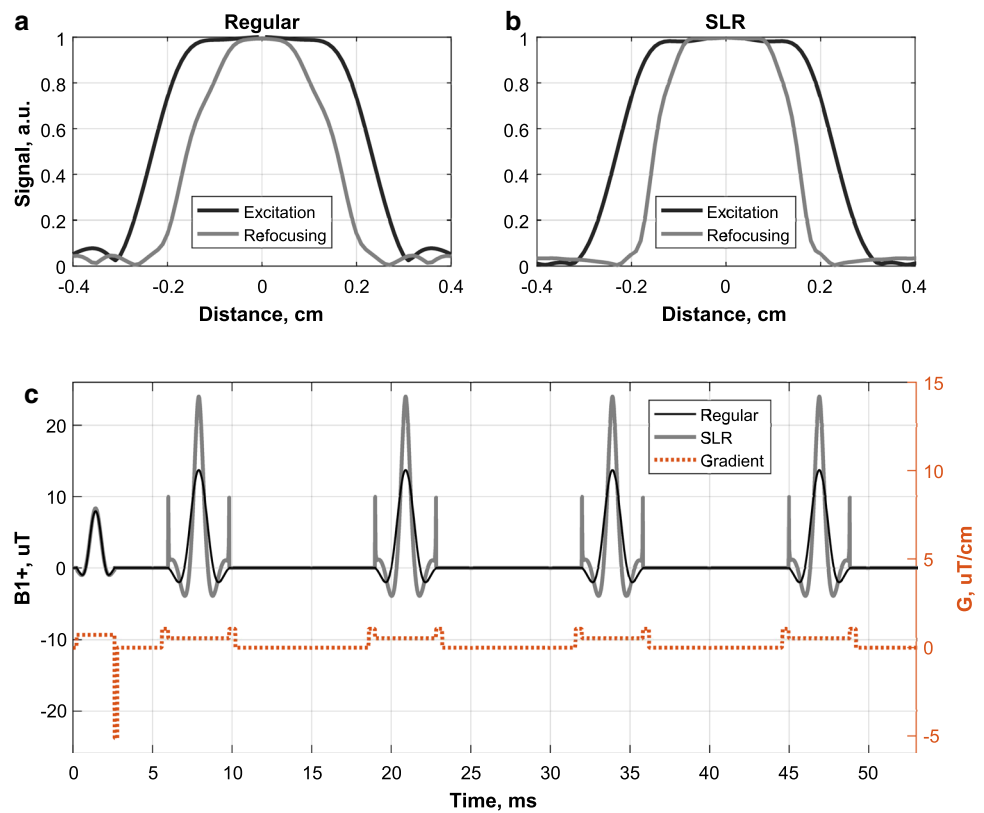 a
Regular
Signal, a.u.
1
0.8
0.6
0.4
0.2
0
Excitation
Refocusing
-0.4
-0.2
0
0.2
0.4
Distance, cm
b
SLR
1
0.8
0.6
0.4
0.2
0
Excitation
Refocusing
-0.4
-0.2
0
0.2
0.4
Distance, cm
c
B1+, uT
20
10
0
-10
-20
Regular
SLR
Gradient
15
10
5
0
-5
G, uT/cm
0
5
10
15
20
25
30
35
40
45
50
Time, ms